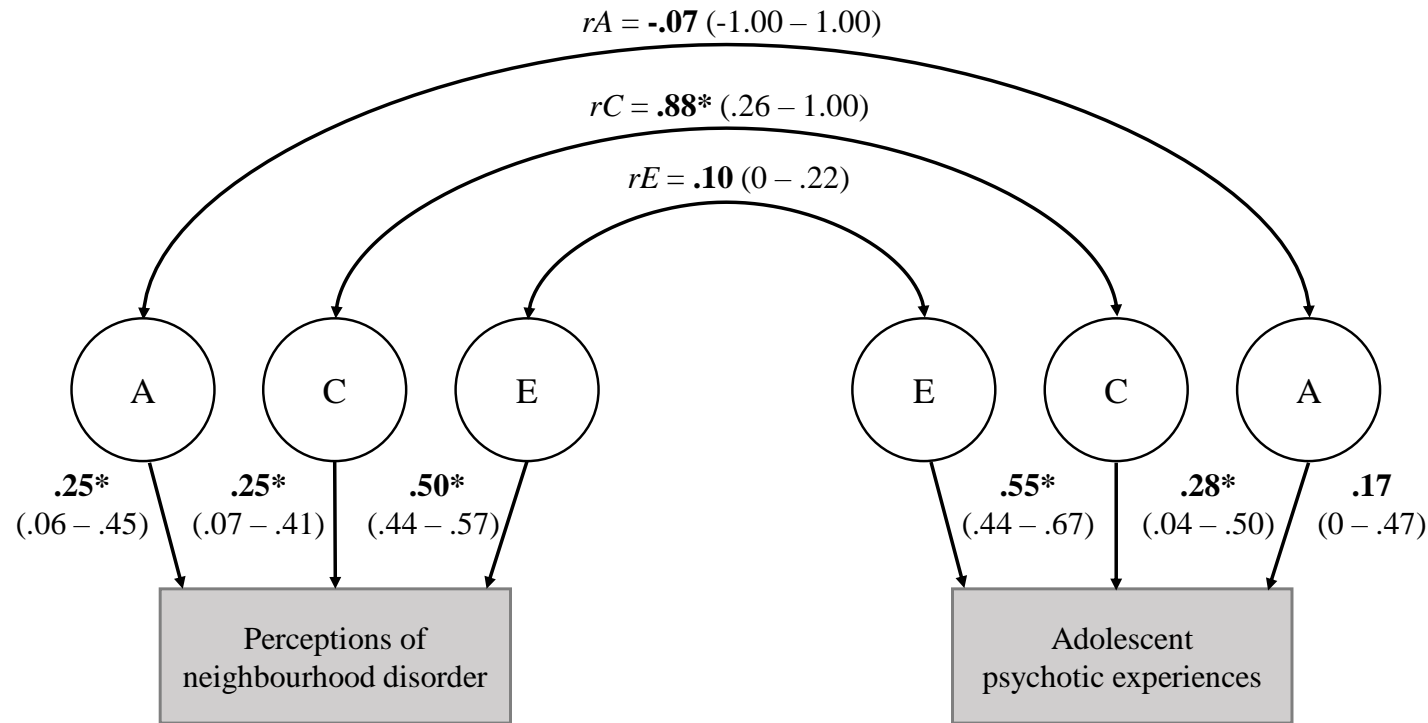 rA = -.07 (-1.00 – 1.00)
rC = .88* (.26 – 1.00)
rE = .10 (0 – .22)
A C E E C A
.25* .25* .50* .55* .28* .17
(.06 – .45) (.07 – .41) (.44 – .57) (.44 – .67) (.04 – .50) (0 – .47)
Perceptions of
neighbourhood disorder
Adolescent
psychotic experiences